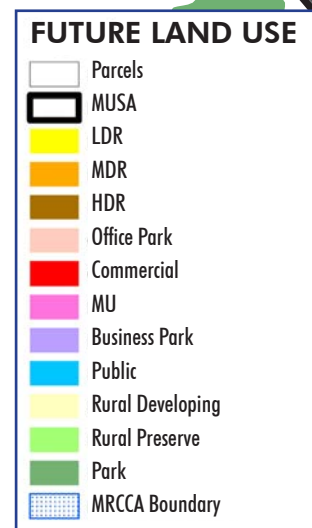 FUTURE LAND USE
Parcels
MUSA
LDR
MDR
HDR
Office Park
Commercial
MU
Business Park
Public
Rural Developing
Rural Preserve
Park
MRCCA Boundary